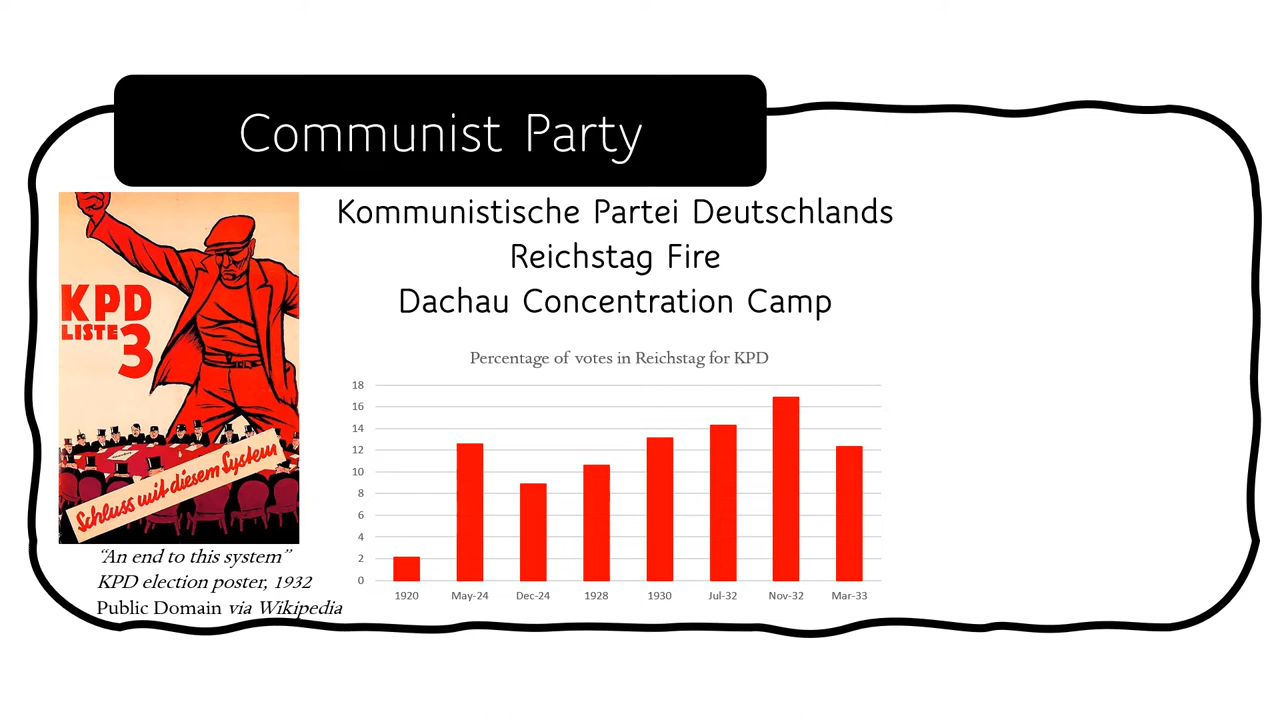 Communist Party
Kommunistische Partei Deutschlands
Reichstag Fire
Dachau Concentration Camp
KPD
LISTE 3
Schluss mit diesem System
“An end to this system”
KPD election poster, 1932
Public Domain via Wikipedia
Percentage of votes in Reichstag for KPD
18
16
14
12
10
8
6
4
2
0
1920 May-24 Dec-24 1928 1930 Jul-32 Nov-32 Mar-33